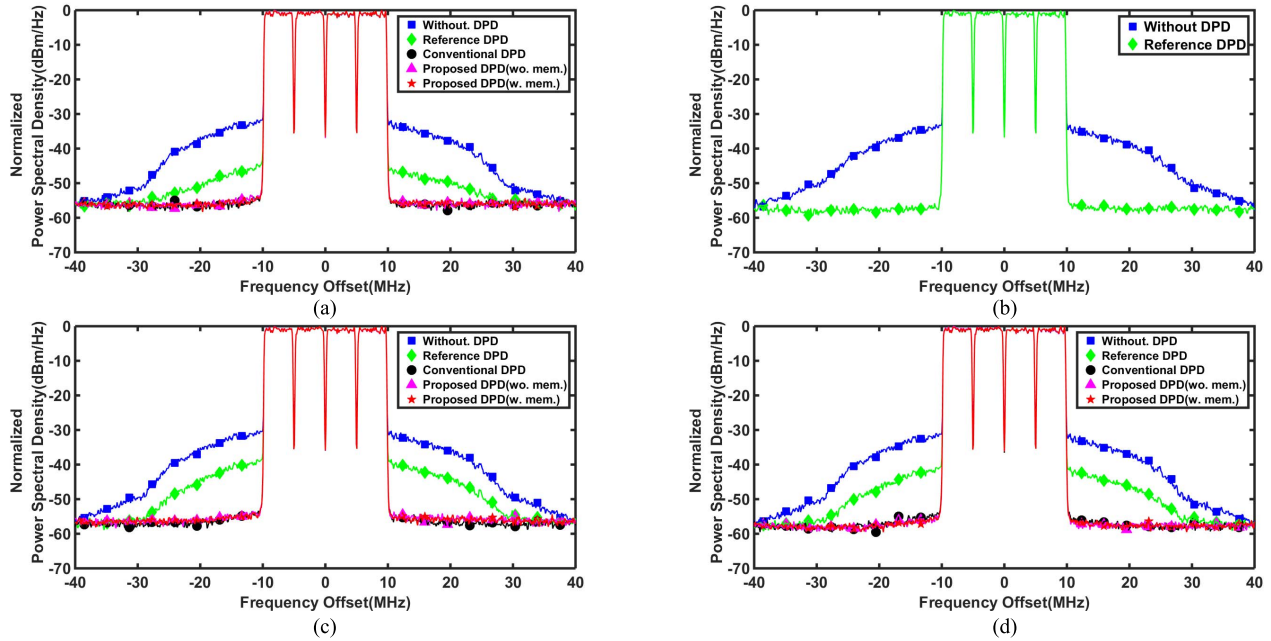 0
-10
-20
-30
-40
-50
-60
-70
Normalized
Power Spectral Density(dBm/Hz)
Without. DPD
Reference DPD
Conventional DPD
Proposed DPD(wo. mem.)
Proposed DPD(w. mem.)
-40 -30 -20 -10 0 10 20 30 40
Frequency Offset(MHz)
(a)
0
-10
-20
-30
-40
-50
-60
-70
Normalized
Power Spectral Density(dBm/Hz)
Without DPD
Reference DPD
-40 -30 -20 -10 0 10 20 30 40
Frequency Offset(MHz)
(b)
0
-10
-20
-30
-40
-50
-60
-70
Normalized
Power Spectral Density(dBm/Hz)
Without. DPD
Reference DPD
Conventional DPD
Proposed DPD(wo. mem.)
Proposed DPD(w. mem.)
-40 -30 -20 -10 0 10 20 30 40
Frequency Offset(MHz)
(c)
0
-10
-20
-30
-40
-50
-60
-70
Normalized
Power Spectral Density(dBm/Hz)
Without. DPD
Reference DPD
Conventional DPD
Proposed DPD(wo. mem.)
Proposed DPD(w. mem.)
-40 -30 -20 -10 0 10 20 30 40
Frequency Offset(MHz)
(d)